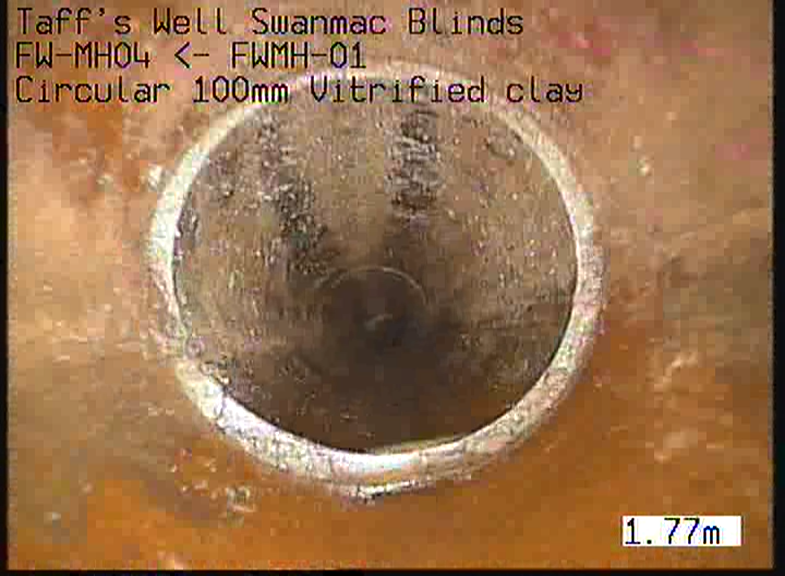 Taff's Well Swanmac Blinds
FW-MH04 <- FWMH-01
Circular 100mm Vitrified clay
1.77m